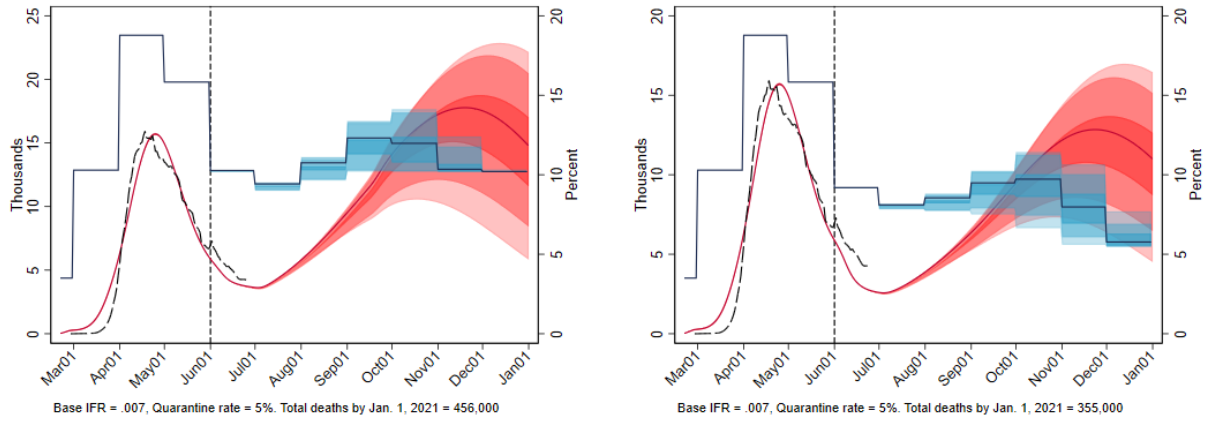 25
20
15
10
5
0
Thousands
20
15
10
5
0
Percent
Mar01
Apr01
May01
Jun01
Jul01
Aug01
Sep01
Oct01
Nov01
Dec01
Jan01
Base IFR = .007, Quarantine rate = 5%. Total deaths by Jan. 1, 2021 = 456,000
20
15
10
5
0
Thousands
20
15
10
5
0
Percent
Mar01
Apr01
May01
Jun01
Jul01
Aug01
Sep01
Oct01
Nov01
Dec01
Jan01
Base IFR = .007, Quarantine rate = 5%. Total deaths by Jan. 1, 2021 = 355,000